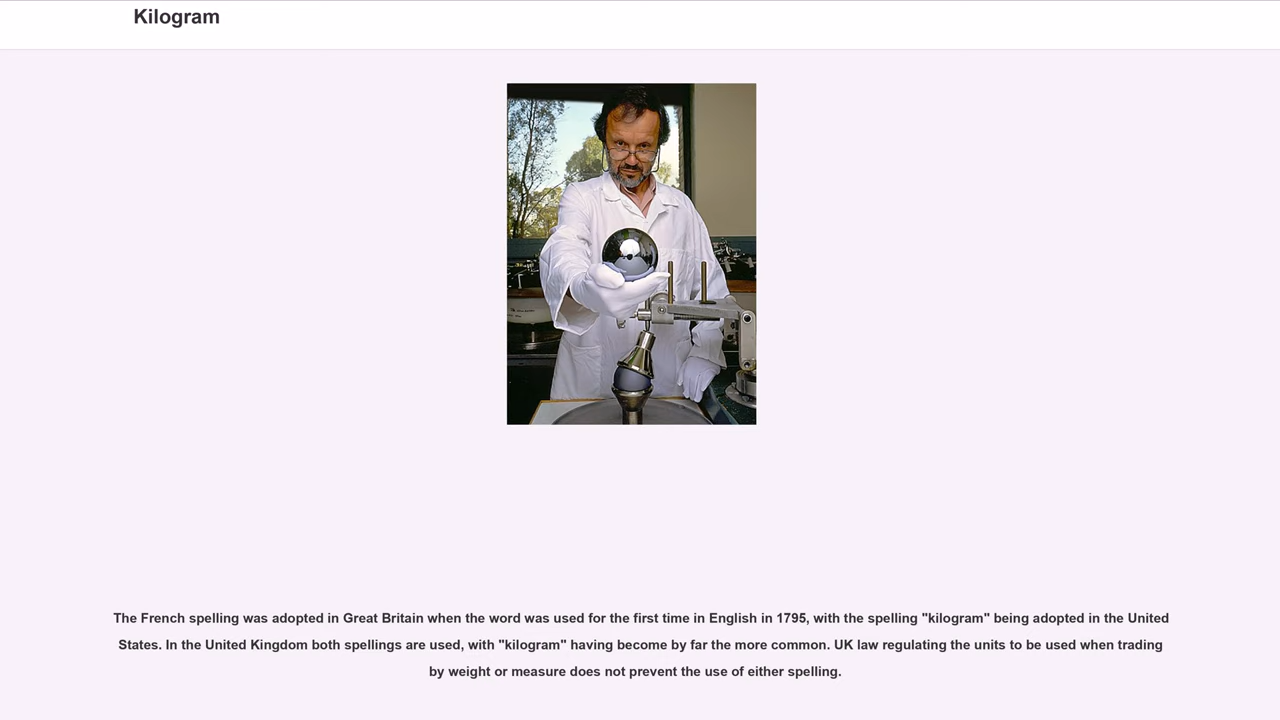 Kilogram
The French spelling was adopted in Great Britain when the word was used for the first time in English in 1795, with the spelling "kilogram" being adopted in the United
States. In the United Kingdom both spellings are used, with "kilogram" having become by far the more common. UK law regulating the units to be used when trading
by weight or measure does not prevent the use of either spelling.